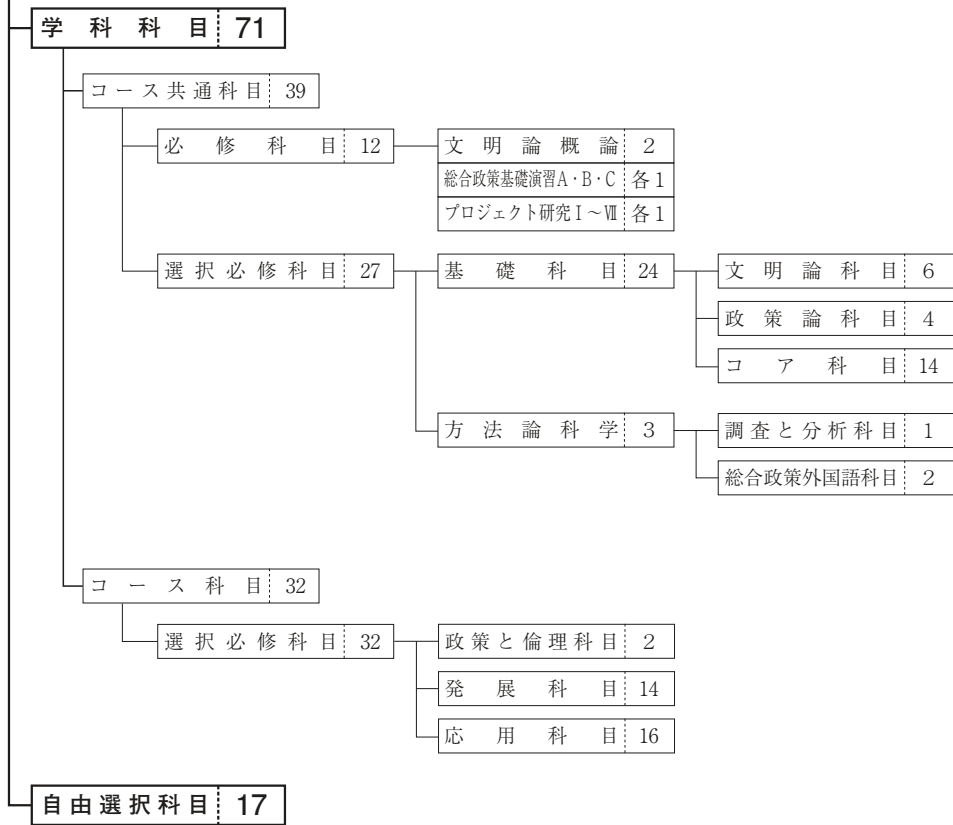 学科科目 71
コース共通科目 39
必修科目 12
文明論概論 2
総合政策基礎演習A・B・C 各1
プロジェクト研究Ⅰ～Ⅶ 各1
選択必修科目 27
基礎科目 24
文明論科目 6
政策論科目 4
コア科目 14
方法論科学 3
調査と分析科目 1
総合政策外国語科目 2
コース科目 32
選択必修科目 32
政策と倫理科目 2
発展科目 14
応用科目 16
自由選択科目 17